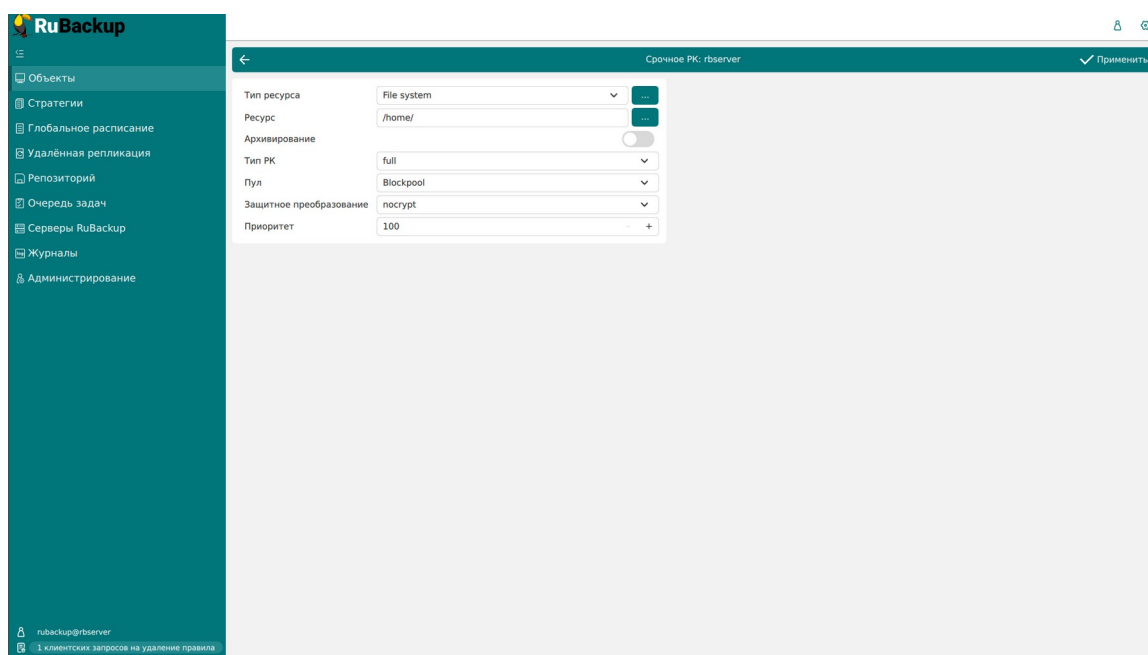 RuBackup
Объекты
Стратегии
Глобальное расписание
Удалённая репликация
Репозиторий
Очередь задач
Серверы RuBackup
Журналы
Администрирование
rubackup@rbserver
1 клиентских запросов на удаление правила
Срочное РК: rbserver
Применить
Тип ресурса File system ...
Ресурс /home/ ...
Архивирование
Тип РК full
Пул Blockpool
Защитное преобразование nocrypt
Приоритет 100 - +